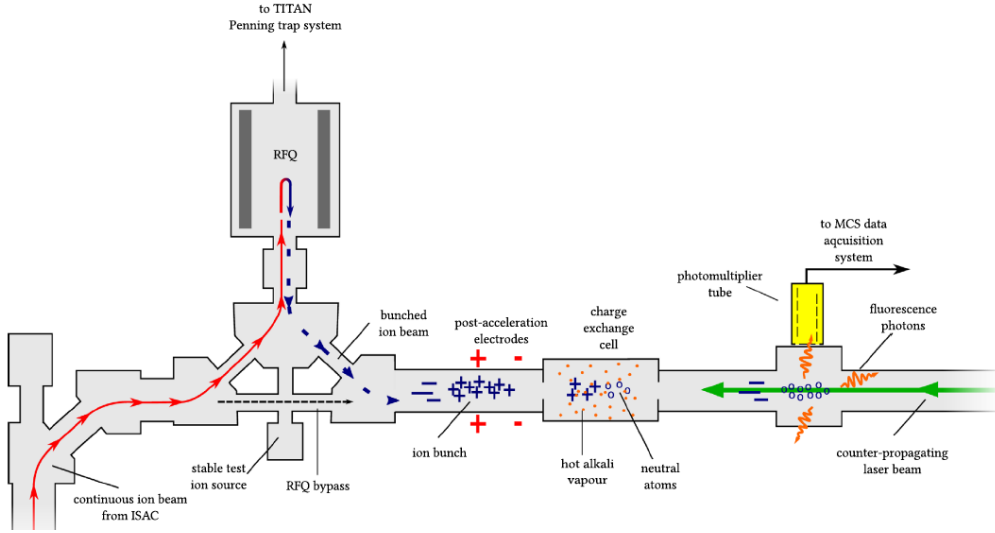 to TITAN
Penning trap system
RFQ
bunched
ion beam
post-acceleration
electrodes
charge
exchange
cell
to MCS data
aqcuisition
system
photomultiplier
tube
fluorescence
photons
stable test
ion source
RFQ bypass
ion bunch
hot alkali
vapour
neutral
atoms
counter-propagating
laser beam
continuous ion beam
from ISAC